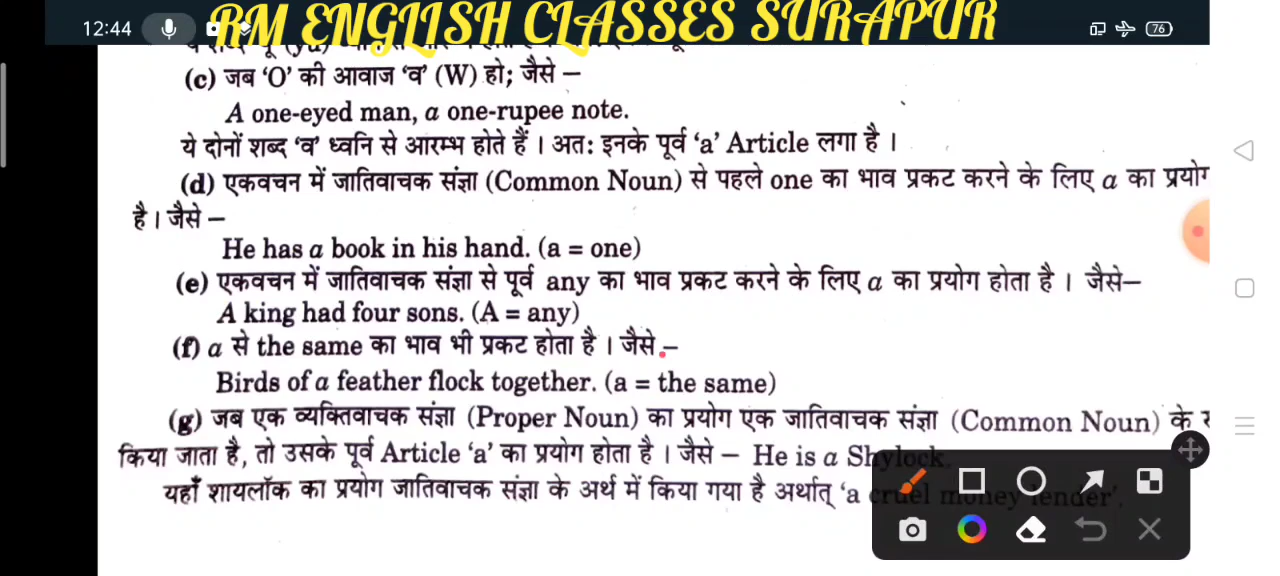 12:44
RM ENGLISH CLASSES SURAPUR
76
(c) जब 'O' की आवाज 'व' (W) हो; जैसे –
A one-eyed man, a one-rupee note.
ये दोनों शब्द 'व' ध्वनि से आरम्भ होते हैं । अत: इनके पूर्व 'a' Article लगा है ।
(d) एकवचन में जातिवाचक संज्ञा (Common Noun) से पहले one का भाव प्रकट करने के लिए a का प्रयोग
है । जैसे –
He has a book in his hand. (a = one)
(e) एकवचन में जातिवाचक संज्ञा से पूर्व any का भाव प्रकट करने के लिए a का प्रयोग होता है । जैसे–
A king had four sons. (A = any)
(f) a से the same का भाव भी प्रकट होता है । जैसे –
Birds of a feather flock together. (a = the same)
(g) जब एक व्यक्तिवाचक संज्ञा (Proper Noun) का प्रयोग एक जातिवाचक संज्ञा (Common Noun) के
किया जाता है, तो उसके पूर्व Article 'a' का प्रयोग होता है । जैसे – He is a Shylock.
यहाँ शायलॉक का प्रयोग जातिवाचक संज्ञा के अर्थ में किया गया है अर्थात् 'a cruel money lender'.